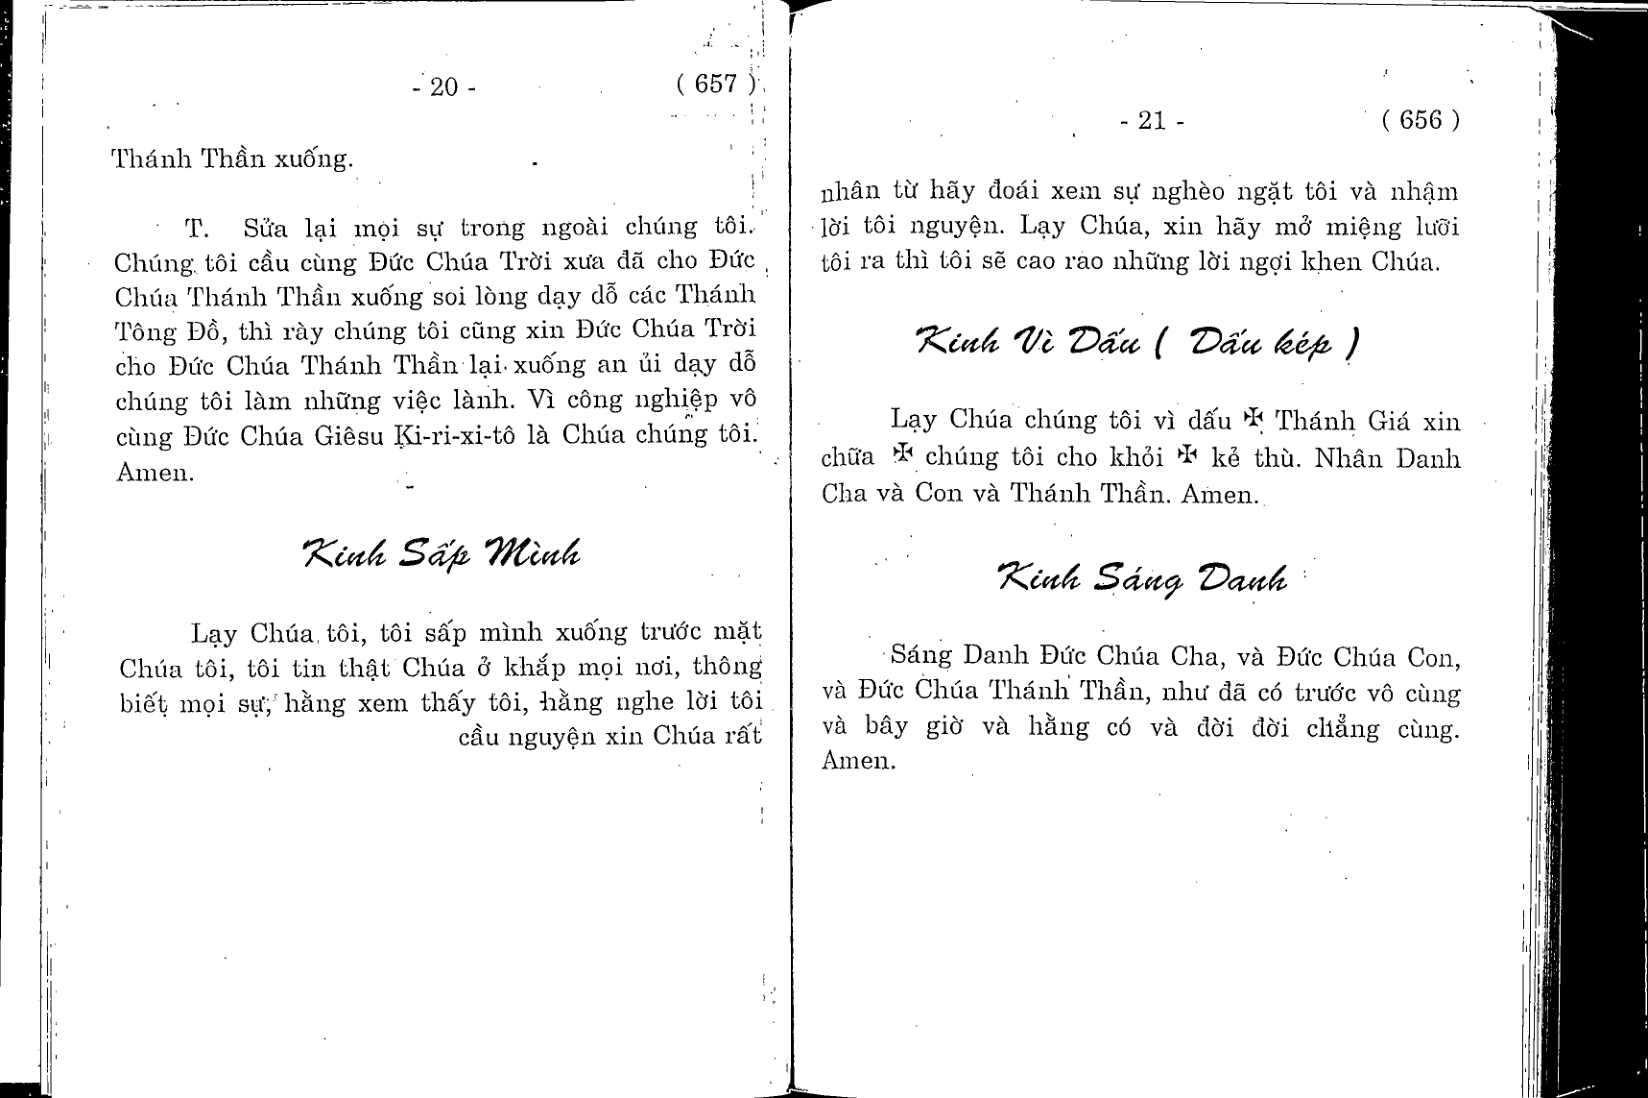 - 20 - ( 657 )
Thánh Thần xuống.
T. Sửa lại mọi sự trong ngoài chúng tôi.
Chúng tôi cầu cùng Đức Chúa Trời xưa đã cho Đức
Chúa Thánh Thần xuống soi lòng dạy dỗ các Thánh
Tông Đồ, thì rày chúng tôi cũng xin Đức Chúa Trời
cho Đức Chúa Thánh Thần lại xuống an ủi dạy dỗ
chúng tôi làm những việc lành. Vì công nghiệp vô
cùng Đức Chúa Giêsu Ki-ri-xi-tô là Chúa chúng tôi.
Amen.
Kinh Sấp Mình
Lạy Chúa tôi, tôi sấp mình xuống trước mặt
Chúa tôi, tôi tin thật Chúa ở khắp mọi nơi, thông
biết mọi sự, hằng xem thấy tôi, hằng nghe lời tôi
cầu nguyện xin Chúa rất
- 21 - ( 656 )
nhân từ hãy đoái xem sự nghèo ngặt tôi và nhậm
lời tôi nguyện. Lạy Chúa, xin hãy mở miệng lưỡi
tôi ra thì tôi sẽ cao rao những lời ngợi khen Chúa.
Kinh Vì Dấu ( Dấu kép )
Lạy Chúa chúng tôi vì dấu ✠ Thánh Giá xin
chữa ✠ chúng tôi cho khỏi ✠ kẻ thù. Nhân Danh
Cha và Con và Thánh Thần. Amen.
Kinh Sáng Danh
Sáng Danh Đức Chúa Cha, và Đức Chúa Con,
và Đức Chúa Thánh Thần, như đã có trước vô cùng
và bây giờ và hằng có và đời đời chẳng cùng.
Amen.